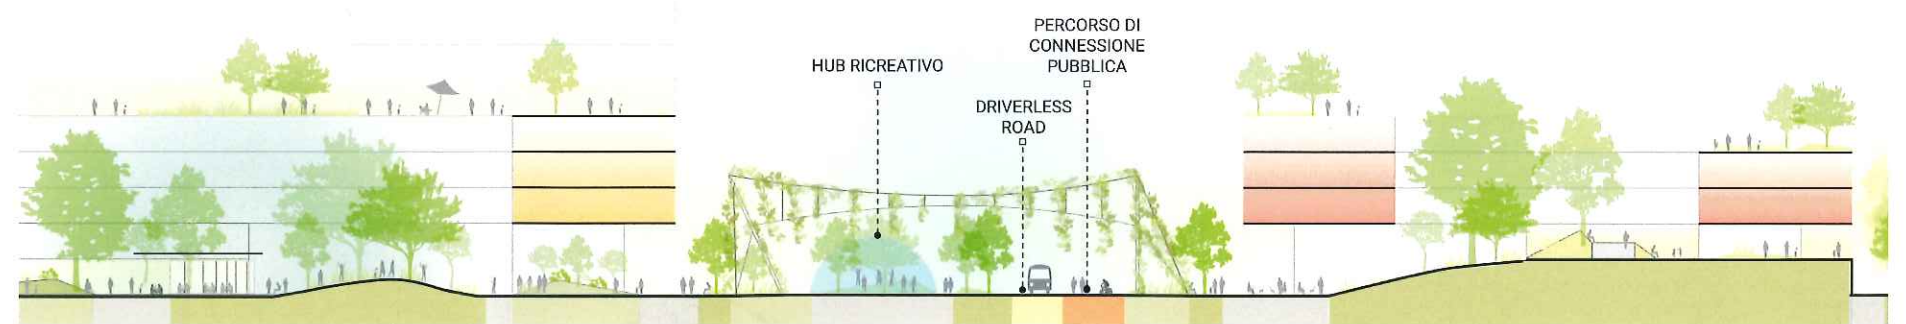 HUB RICREATIVO
DRIVERLESS
ROAD
PERCORSO DI
CONNESSIONE
PUBBLICA